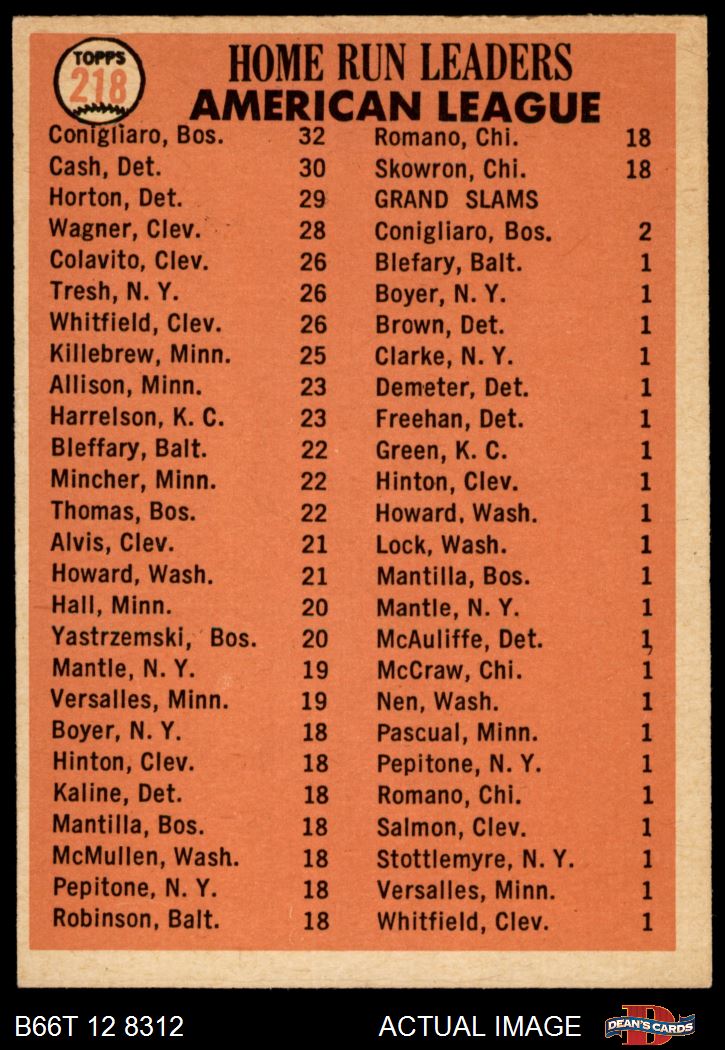 TOPPS
218
HOME RUN LEADERS
AMERICAN LEAGUE
Conigliaro, Bos. 32
Cash, Det. 30
Horton, Det. 29
Wagner, Clev. 28
Colavito, Clev. 26
Tresh, N. Y. 26
Whitfield, Clev. 26
Killebrew, Minn. 25
Allison, Minn. 23
Harrelson, K. C. 23
Bleffary, Balt. 22
Mincher, Minn. 22
Thomas, Bos. 22
Alvis, Clev. 21
Howard, Wash. 21
Hall, Minn. 20
Yastrzemski, Bos. 20
Mantle, N. Y. 19
Versalles, Minn. 19
Boyer, N. Y. 18
Hinton, Clev. 18
Kaline, Det. 18
Mantilla, Bos. 18
McMullen, Wash. 18
Pepitone, N. Y. 18
Robinson, Balt. 18
Romano, Chi. 18
Skowron, Chi. 18
GRAND SLAMS
Conigliaro, Bos. 2
Blefary, Balt. 1
Boyer, N. Y. 1
Brown, Det. 1
Clarke, N. Y. 1
Demeter, Det. 1
Freehan, Det. 1
Green, K. C. 1
Hinton, Clev. 1
Howard, Wash. 1
Lock, Wash. 1
Mantilla, Bos. 1
Mantle, N. Y. 1
McAuliffe, Det. 1
McCraw, Chi. 1
Nen, Wash. 1
Pascual, Minn. 1
Pepitone, N. Y. 1
Romano, Chi. 1
Salmon, Clev. 1
Stottlemyre, N. Y. 1
Versalles, Minn. 1
Whitfield, Clev. 1
B66T 12 8312
ACTUAL IMAGE
D
DEAN'S CARDS